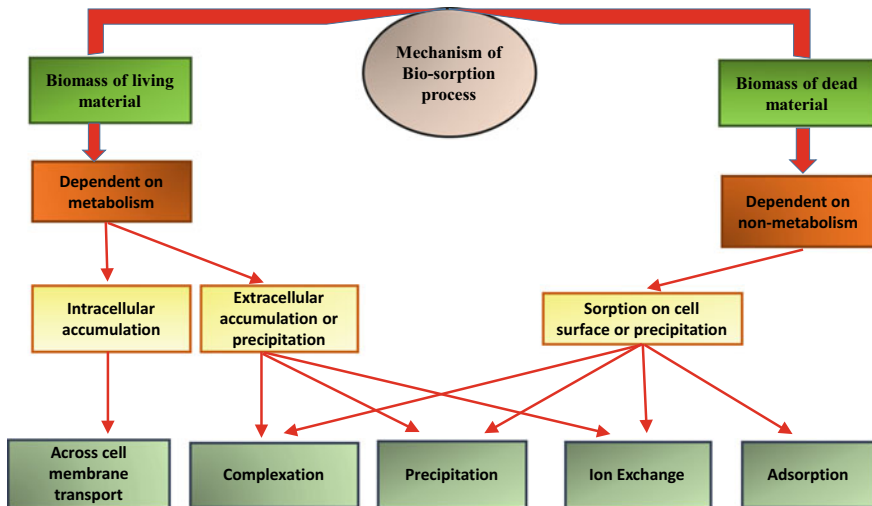 Mechanism of
Bio-sorption
process
Biomass of living
material
Biomass of dead
material
Dependent on
metabolism
Dependent on
non-metabolism
Intracellular
accumulation
Extracellular
accumulation or
precipitation
Sorption on cell
surface or precipitation
Across cell
membrane
transport
Complexation
Precipitation
Ion Exchange
Adsorption